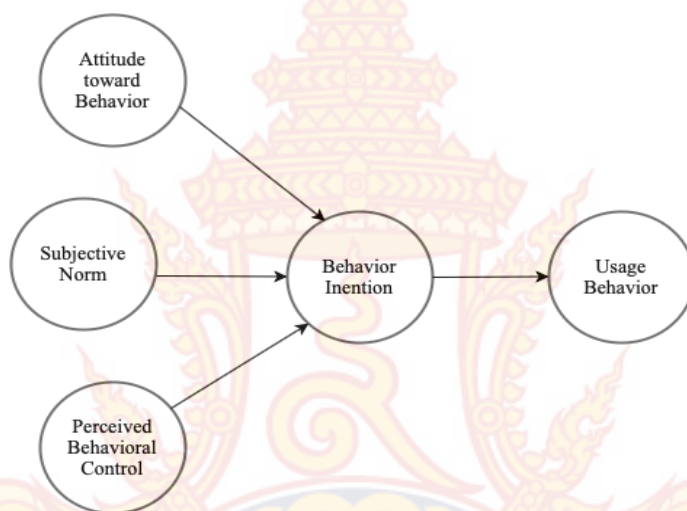 Attitude
toward
Behavior
Subjective
Norm
Perceived
Behavioral
Control
Behavior
Inention
Usage
Behavior